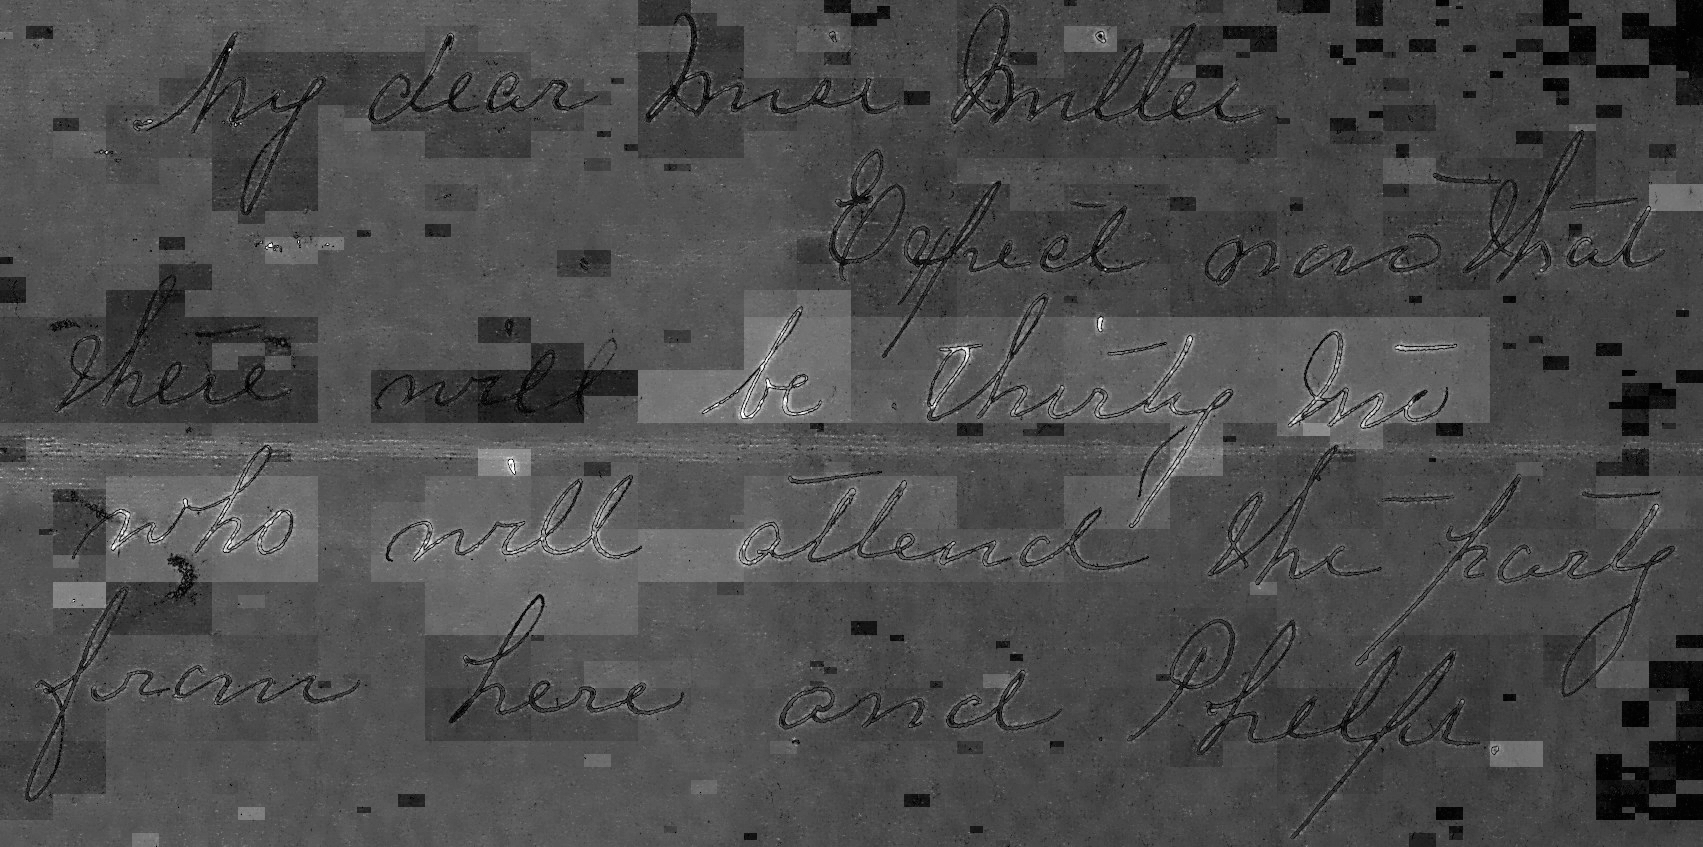 My dear Miss Miller
Expect now that
there will be thirty two
who will attend the party
from here and Phelps